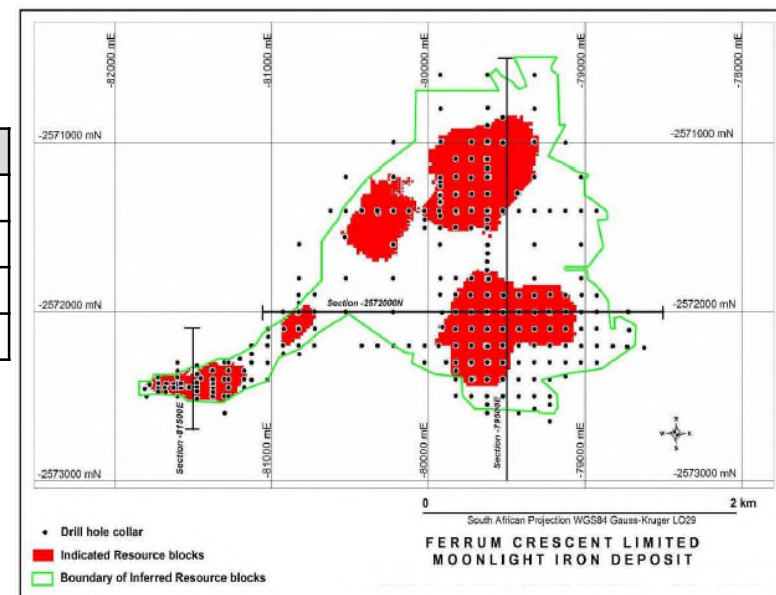 -82000 mE
-81000 mE
-80000 mE
-79000 mE
-78000 mE
-2571000 mN
-2571000 mN
Section -2572000N
-2572000 mN
-2572000 mN
Section -81500E
Section -79500E
-81000 mE
-80000 mE
-79000 mE
-2573000 mN
-2573000 mN
N
W E
S
0 2 km
South African Projection WGS84 Gauss-Kruger LO29
Drill hole collar
Indicated Resource blocks
Boundary of Inferred Resource blocks
FERRUM CRESCENT LIMITED
MOONLIGHT IRON DEPOSIT